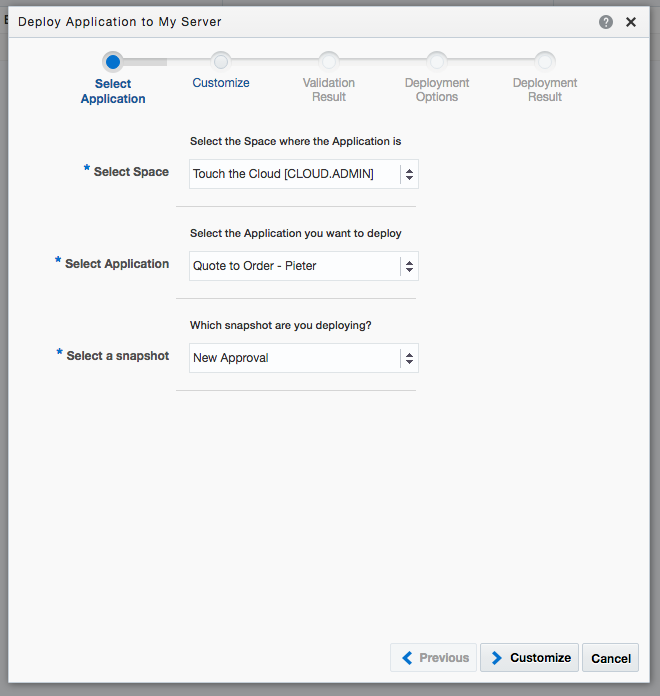 Deploy Application to My Server
?
Select
Application
Customize
Validation
Result
Deployment
Options
Deployment
Result
Select the Space where the Application is
* Select Space
Touch the Cloud [CLOUD.ADMIN]
Select the Application you want to deploy
* Select Application
Quote to Order - Pieter
Which snapshot are you deploying?
* Select a snapshot
New Approval
Previous
Customize
Cancel